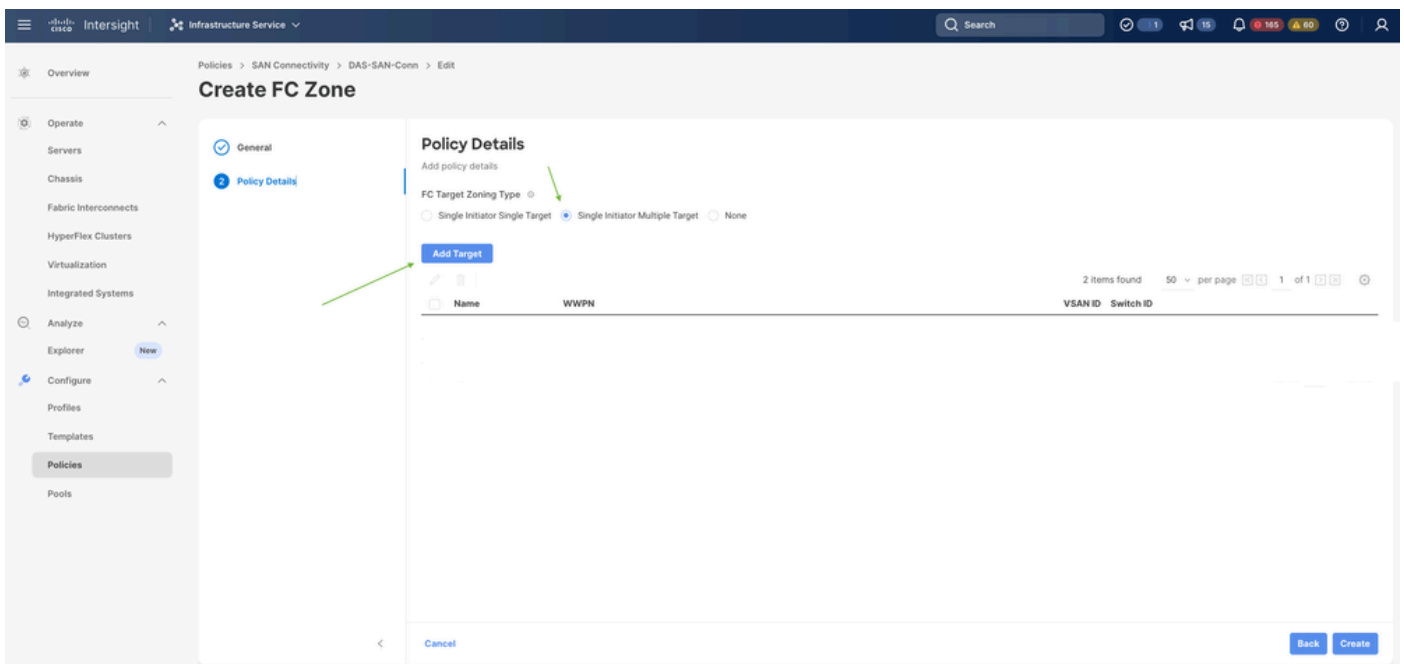 cisco Intersight Infrastructure Service Search 1 15 165 60
Policies > SAN Connectivity > DAS-SAN-Conn > Edit
Create FC Zone
Overview
Operate
Servers
Chassis
Fabric Interconnects
HyperFlex Clusters
Virtualization
Integrated Systems
Analyze
Explorer New
Configure
Profiles
Templates
Policies
Pools
General
2 Policy Details
Policy Details
Add policy details
FC Target Zoning Type
Single Initiator Single Target Single Initiator Multiple Target None
Add Target
2 items found 50 per page 1 of 1
Name WWPN VSAN ID Switch ID
Cancel Back Create